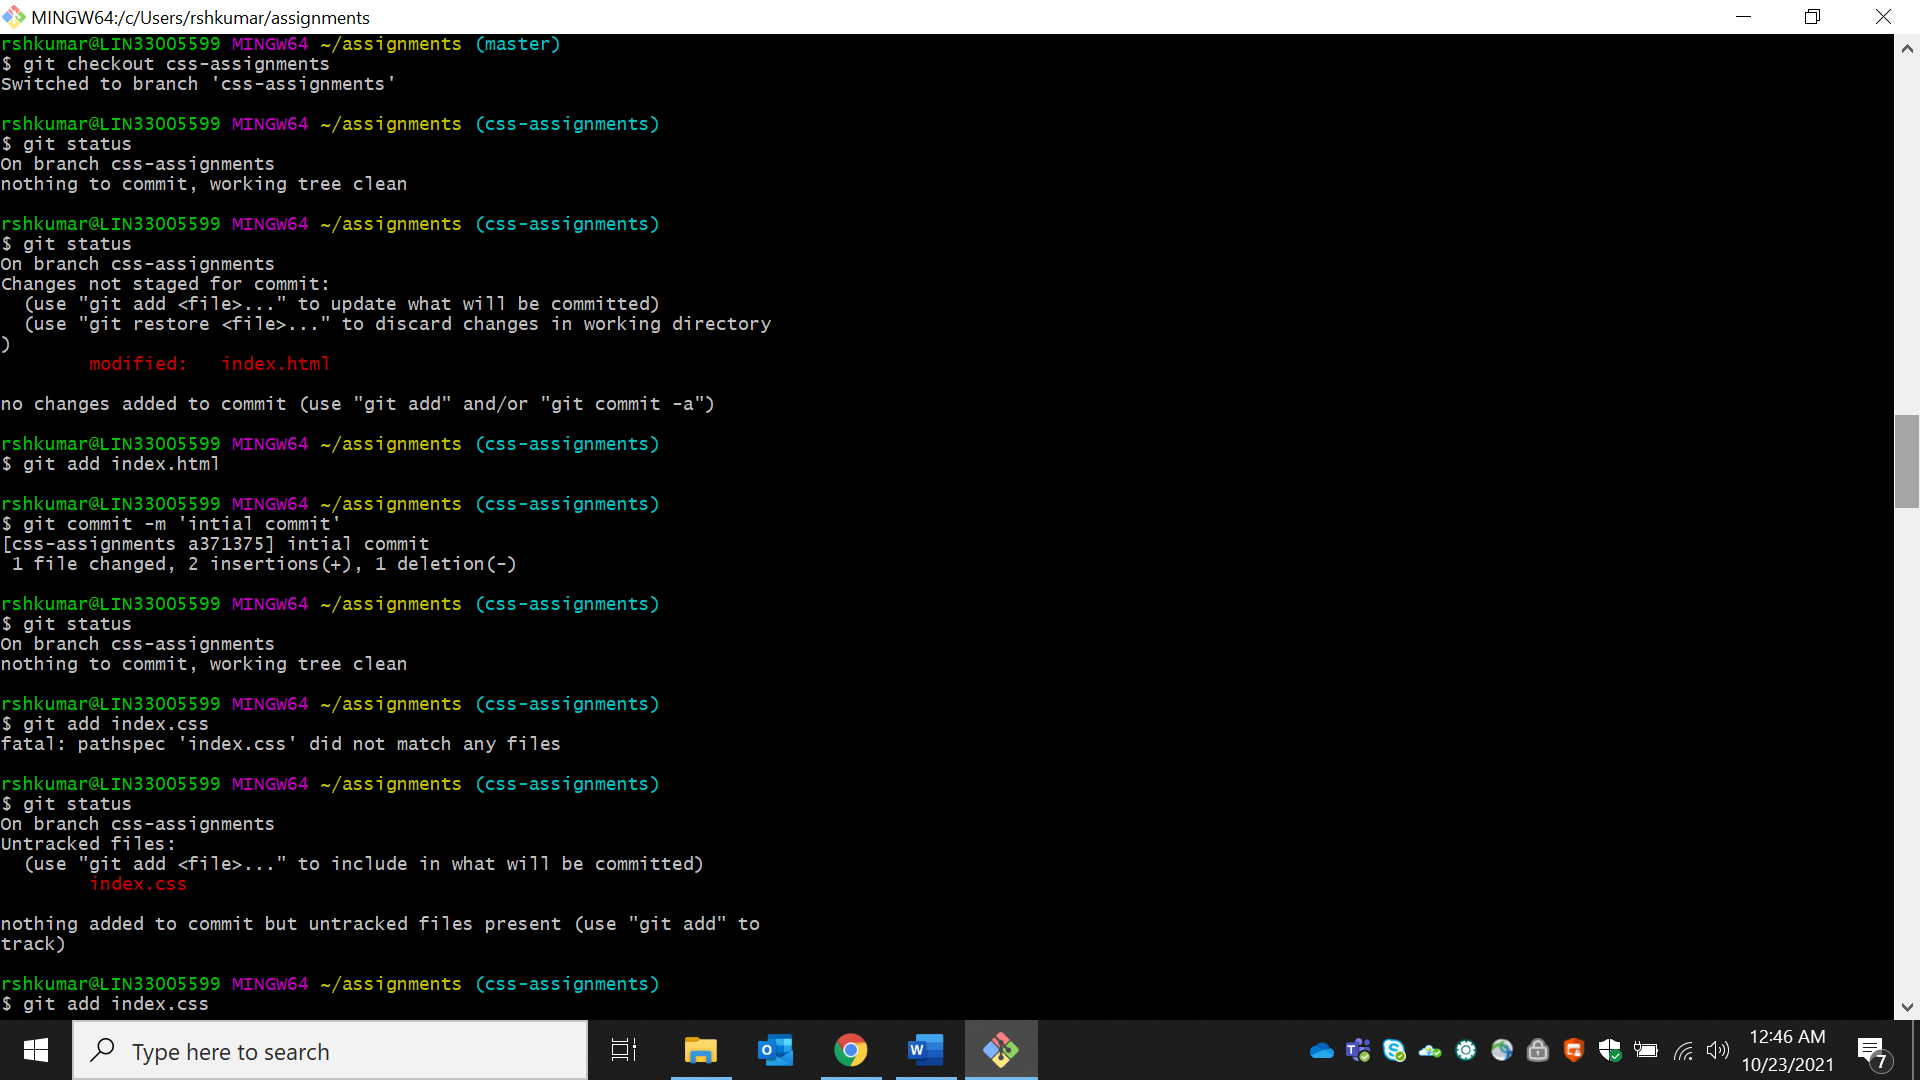 MINGW64:/c/Users/rshkumar/assignments
rshkumar@LIN33005599 MINGW64 ~/assignments (master)
$ git checkout css-assignments
Switched to branch 'css-assignments'
rshkumar@LIN33005599 MINGW64 ~/assignments (css-assignments)
$ git status
On branch css-assignments
nothing to commit, working tree clean
rshkumar@LIN33005599 MINGW64 ~/assignments (css-assignments)
$ git status
On branch css-assignments
Changes not staged for commit:
  (use "git add <file>..." to update what will be committed)
  (use "git restore <file>..." to discard changes in working directory
)
        modified:   index.html
no changes added to commit (use "git add" and/or "git commit -a")
rshkumar@LIN33005599 MINGW64 ~/assignments (css-assignments)
$ git add index.html
rshkumar@LIN33005599 MINGW64 ~/assignments (css-assignments)
$ git commit -m 'intial commit'
[css-assignments a371375] intial commit
 1 file changed, 2 insertions(+), 1 deletion(-)
rshkumar@LIN33005599 MINGW64 ~/assignments (css-assignments)
$ git status
On branch css-assignments
nothing to commit, working tree clean
rshkumar@LIN33005599 MINGW64 ~/assignments (css-assignments)
$ git add index.css
fatal: pathspec 'index.css' did not match any files
rshkumar@LIN33005599 MINGW64 ~/assignments (css-assignments)
$ git status
On branch css-assignments
Untracked files:
  (use "git add <file>..." to include in what will be committed)
        index.css
nothing added to commit but untracked files present (use "git add" to
track)
rshkumar@LIN33005599 MINGW64 ~/assignments (css-assignments)
$ git add index.css
Type here to search
12:46 AM
10/23/2021
7